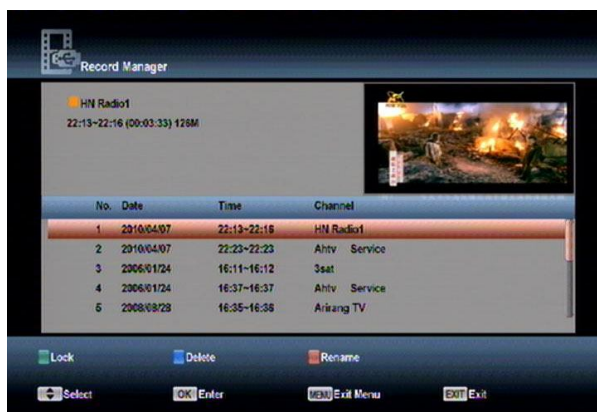 Record Manager
HN Radio1
22:13~22:16 (00:03:33) 126M
No. Date Time Channel
1 2010/04/07 22:13~22:16 HN Radio1
2 2010/04/07 22:23~22:23 Ahtv Service
3 2006/01/24 16:11~16:12 3sat
4 2006/01/24 16:37~16:37 Ahtv Service
5 2008/08/28 16:35~16:36 Arirang TV
Lock Delete Rename
Select OK Enter MENU Exit Menu EXIT Exit